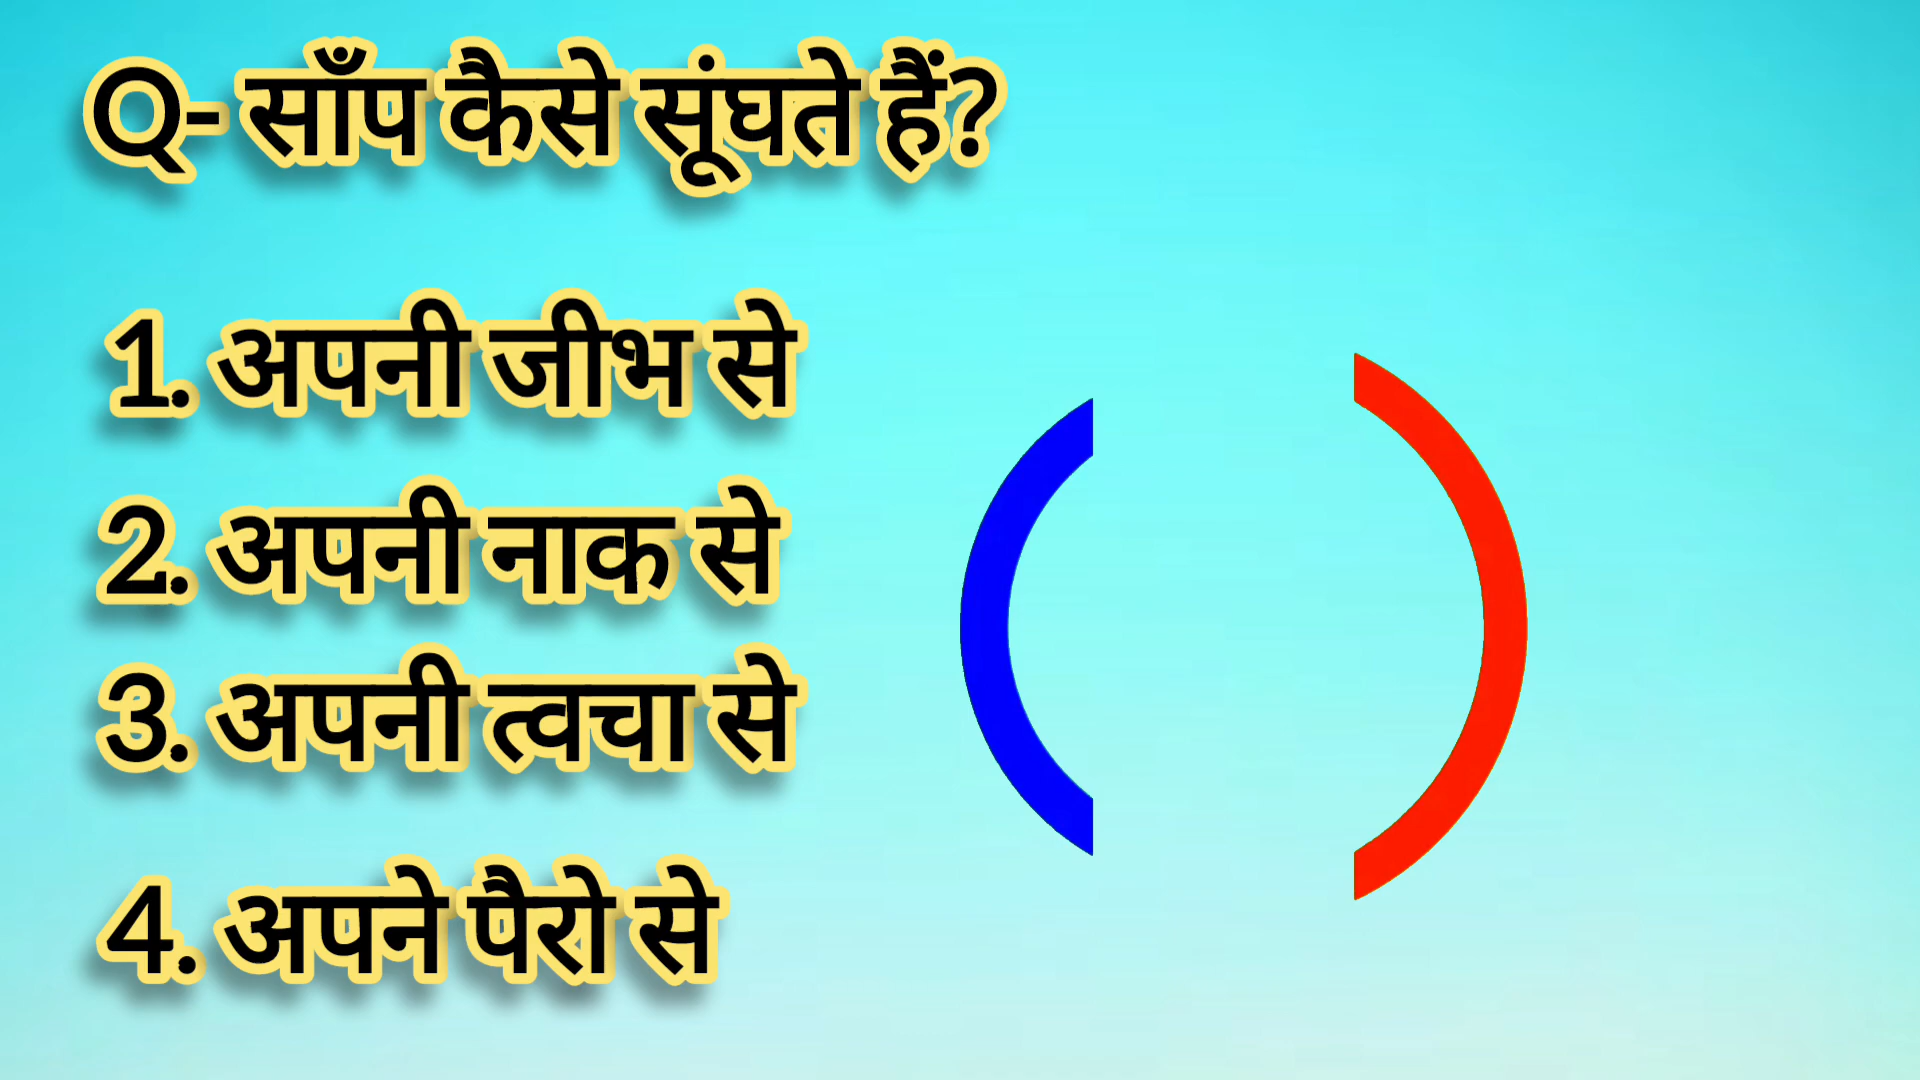 Q- साँप कैसे सूंघते हैं?
1. अपनी जीभ से
2. अपनी नाक से
3. अपनी त्वचा से
4. अपने पैरो से